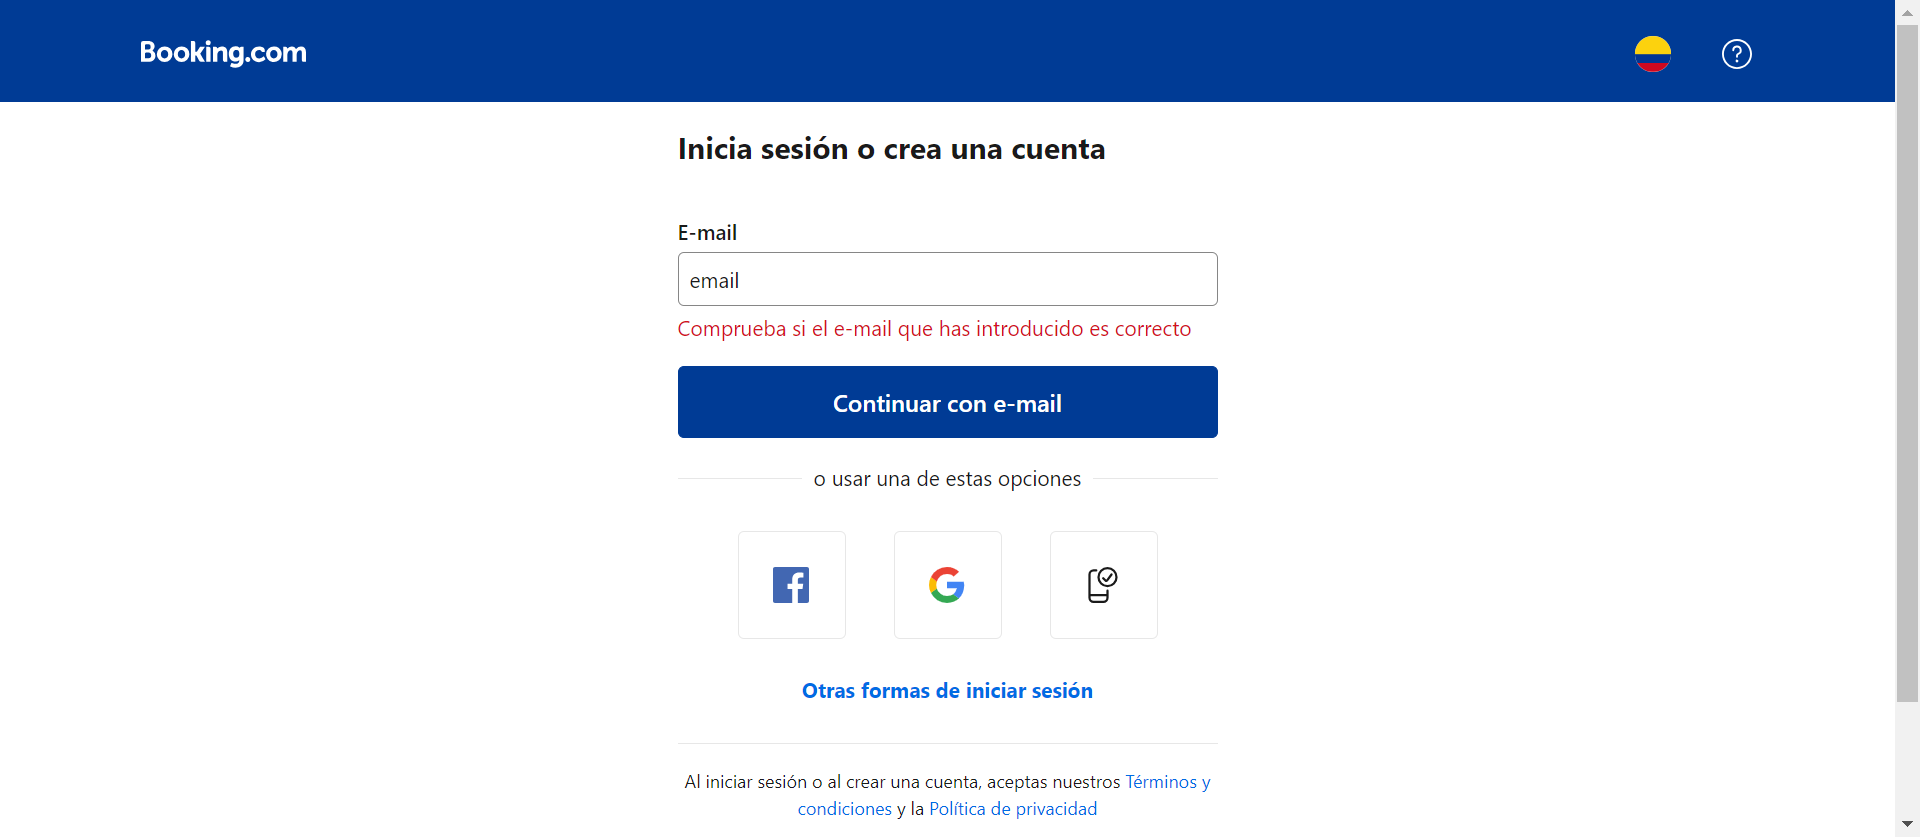 Booking.com
Inicia sesión o crea una cuenta
E-mail
email
Comprueba si el e-mail que has introducido es correcto
Continuar con e-mail
o usar una de estas opciones
Otras formas de iniciar sesión
Al iniciar sesión o al crear una cuenta, aceptas nuestros Términos y
condiciones y la Política de privacidad